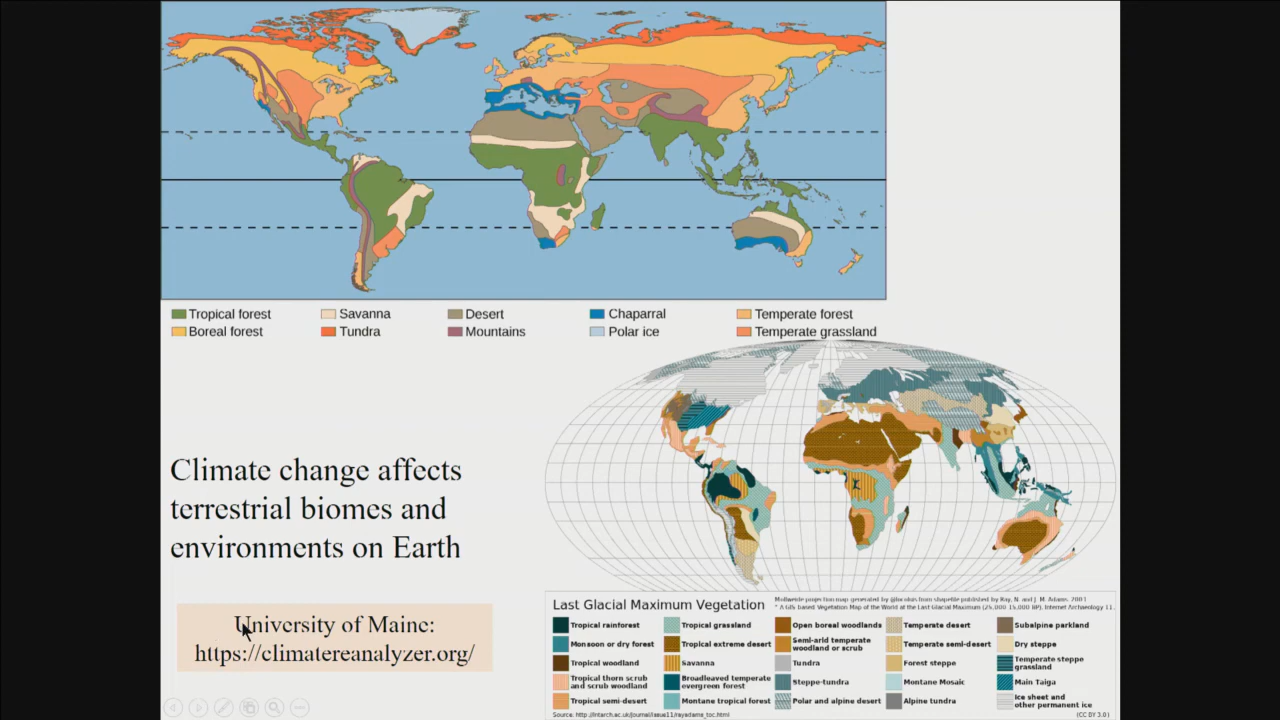 Tropical forest
Savanna
Desert
Chaparral
Temperate forest
Boreal forest
Tundra
Mountains
Polar ice
Temperate grassland
Climate change affects
terrestrial biomes and
environments on Earth
University of Maine:
https://climatereanalyzer.org/
Last Glacial Maximum Vegetation
Tropical rainforest
Monsoon or dry forest
Tropical woodland
Tropical thorn scrub
and scrub woodland
Tropical semi-desert
Tropical grassland
Tropical extreme desert
Savanna
Broadleaved temperate
evergreen forest
Montane tropical forest
Open boreal woodlands
Semi-arid temperate
woodland or scrub
Tundra
Steppe-tundra
Polar and alpine desert
Temperate desert
Temperate semi-desert
Forest steppe
Montane Mosaic
Alpine tundra
Subalpine parkland
Dry steppe
Temperate steppe
grassland
Main Taiga
Ice sheet and
other permanent ice
(CC BY 3.0)